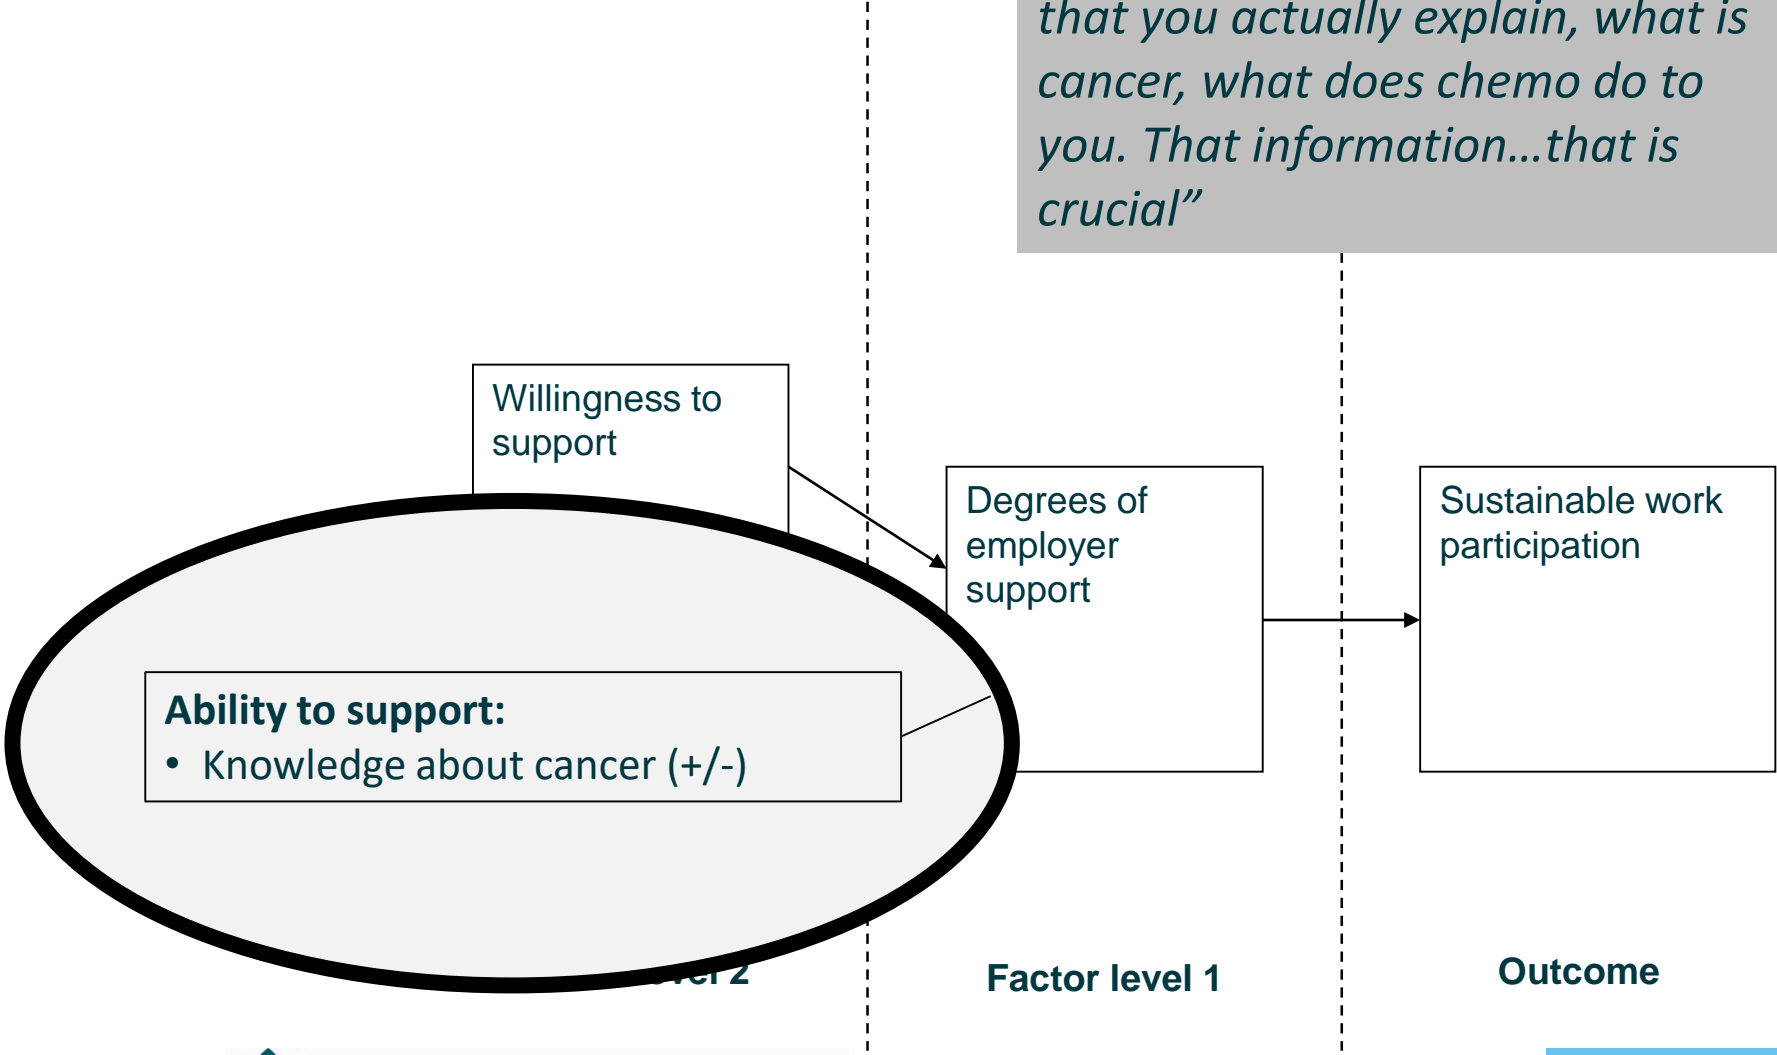 that you actually explain, what is
cancer, what does chemo do to
you. That information…that is
crucial”
Willingness to
support
Degrees of
employer
support
Sustainable work
participation
Ability to support:
• Knowledge about cancer (+/-)
2
Factor level 1
Outcome